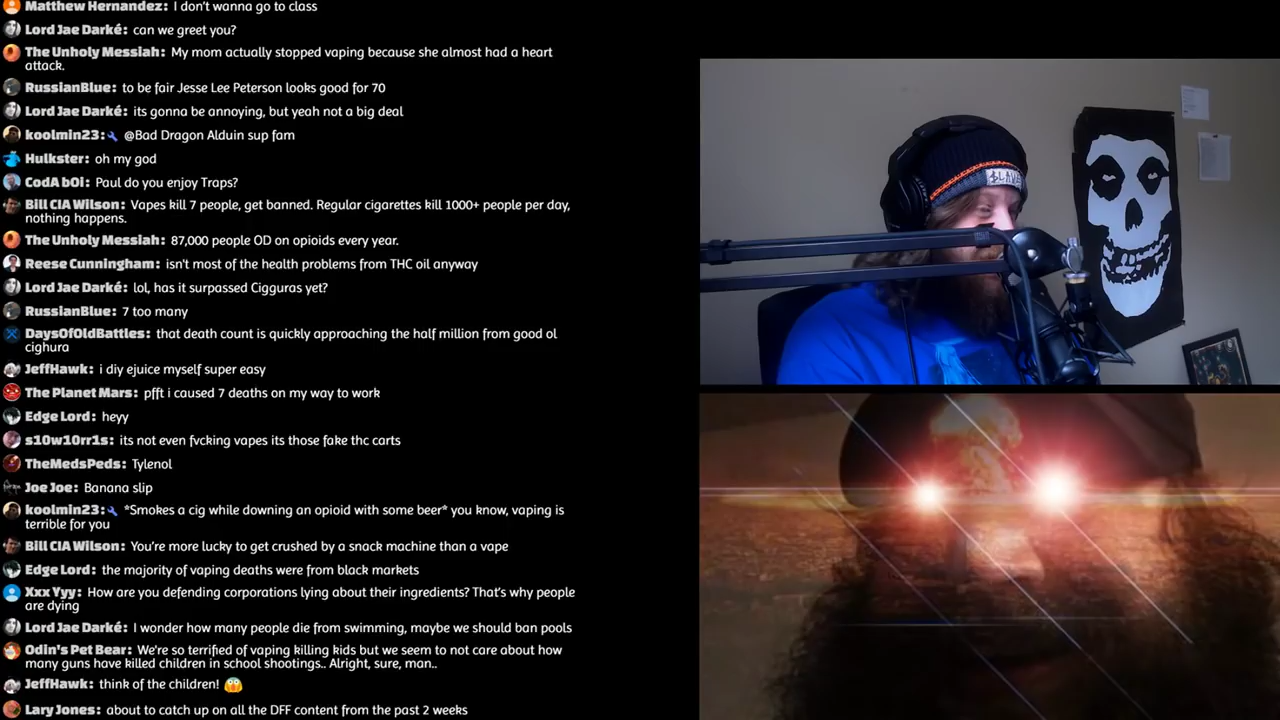 Matthew Hernandez: I don't wanna go to class
Lord Jae Darké: can we greet you?
The Unholy Messiah: My mom actually stopped vaping because she almost had a heart
attack.
RussianBlue: to be fair Jesse Lee Peterson looks good for 70
Lord Jae Darké: its gonna be annoying, but yeah not a big deal
koolmin23: @Bad Dragon Alduin sup fam
Hulkster: oh my god
CodA bOi: Paul do you enjoy Traps?
Bill CIA Wilson: Vapes kill 7 people, get banned. Regular cigarettes kill 1000+ people per day,
nothing happens.
The Unholy Messiah: 87,000 people OD on opioids every year.
Reese Cunningham: isn't most of the health problems from THC oil anyway
Lord Jae Darké: lol, has it surpassed Cigguras yet?
RussianBlue: 7 too many
DaysOfOldBattles: that death count is quickly approaching the half million from good ol
cighura
JeffHawk: i diy ejuice myself super easy
The Planet Mars: pfft i caused 7 deaths on my way to work
Edge Lord: heyy
s10w10rr1s: its not even fvcking vapes its those fake thc carts
TheMedsPeds: Tylenol
Joe Joe: Banana slip
koolmin23: *Smokes a cig while downing an opioid with some beer* you know, vaping is
terrible for you
Bill CIA Wilson: You're more lucky to get crushed by a snack machine than a vape
Edge Lord: the majority of vaping deaths were from black markets
Xxx Yyy: How are you defending corporations lying about their ingredients? That's why people
are dying
Lord Jae Darké: I wonder how many people die from swimming, maybe we should ban pools
Odin's Pet Bear: We're so terrified of vaping killing kids but we seem to not care about how
many guns have killed children in school shootings.. Alright, sure, man..
JeffHawk: think of the children! 😱
Lary Jones: about to catch up on all the DFF content from the past 2 weeks